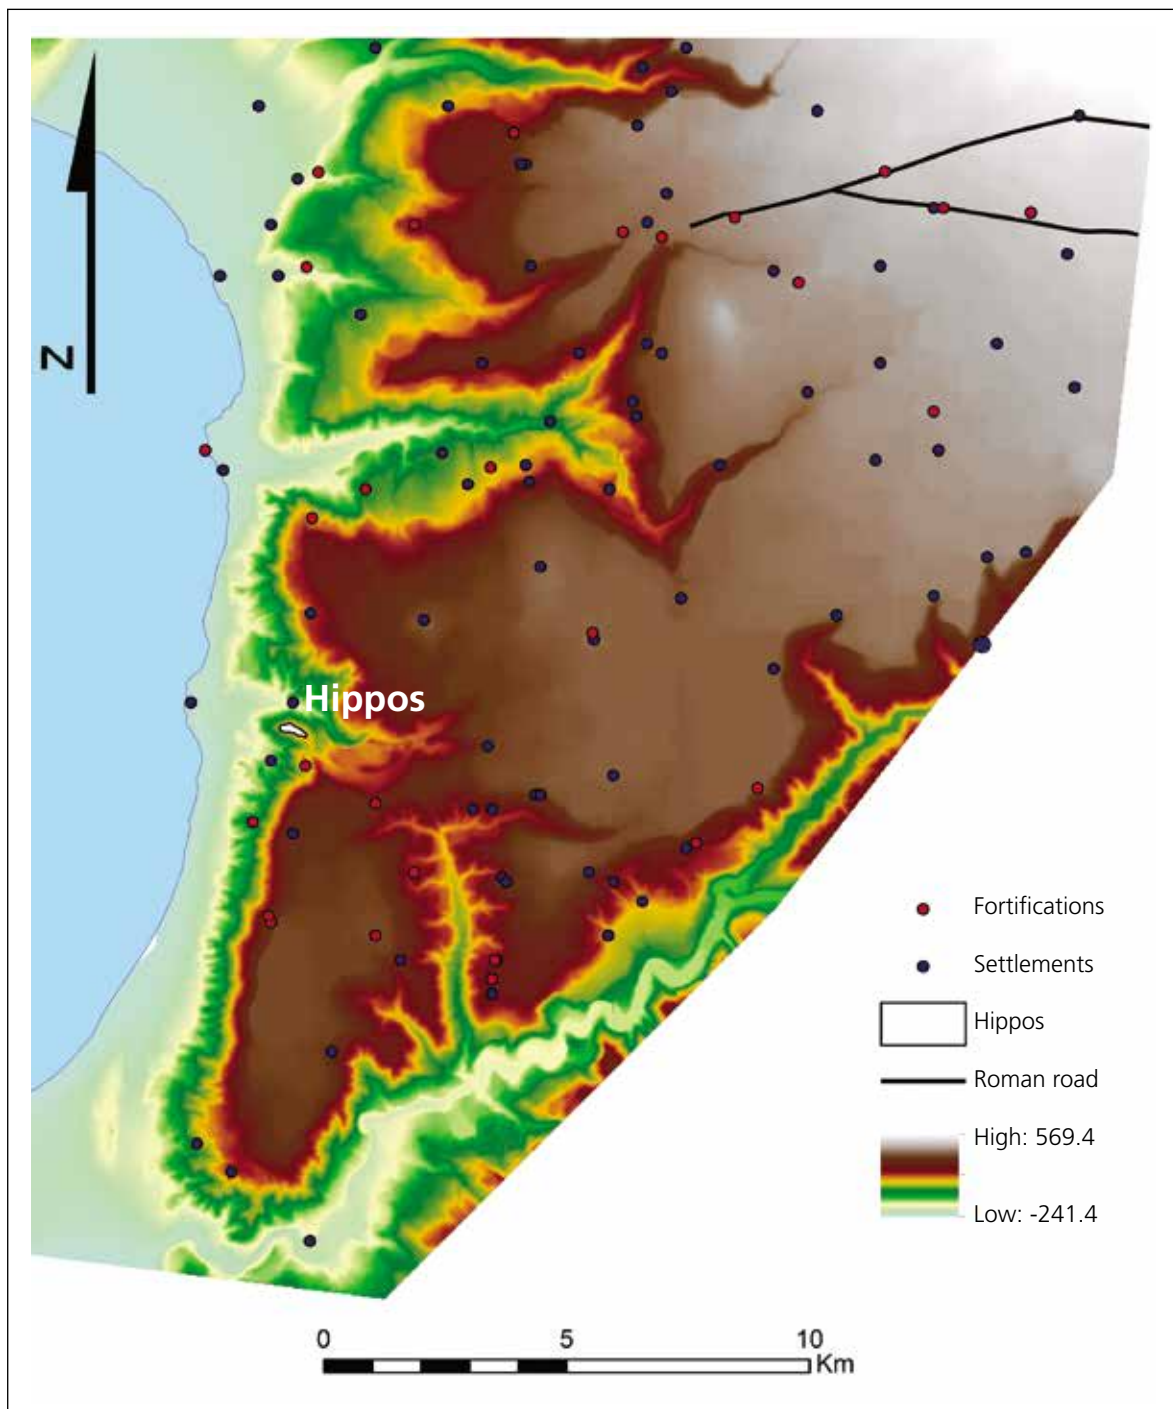 N
Hippos
Fortifications
Settlements
Hippos
Roman road
High: 569.4
Low: -241.4
0 5 10
Km